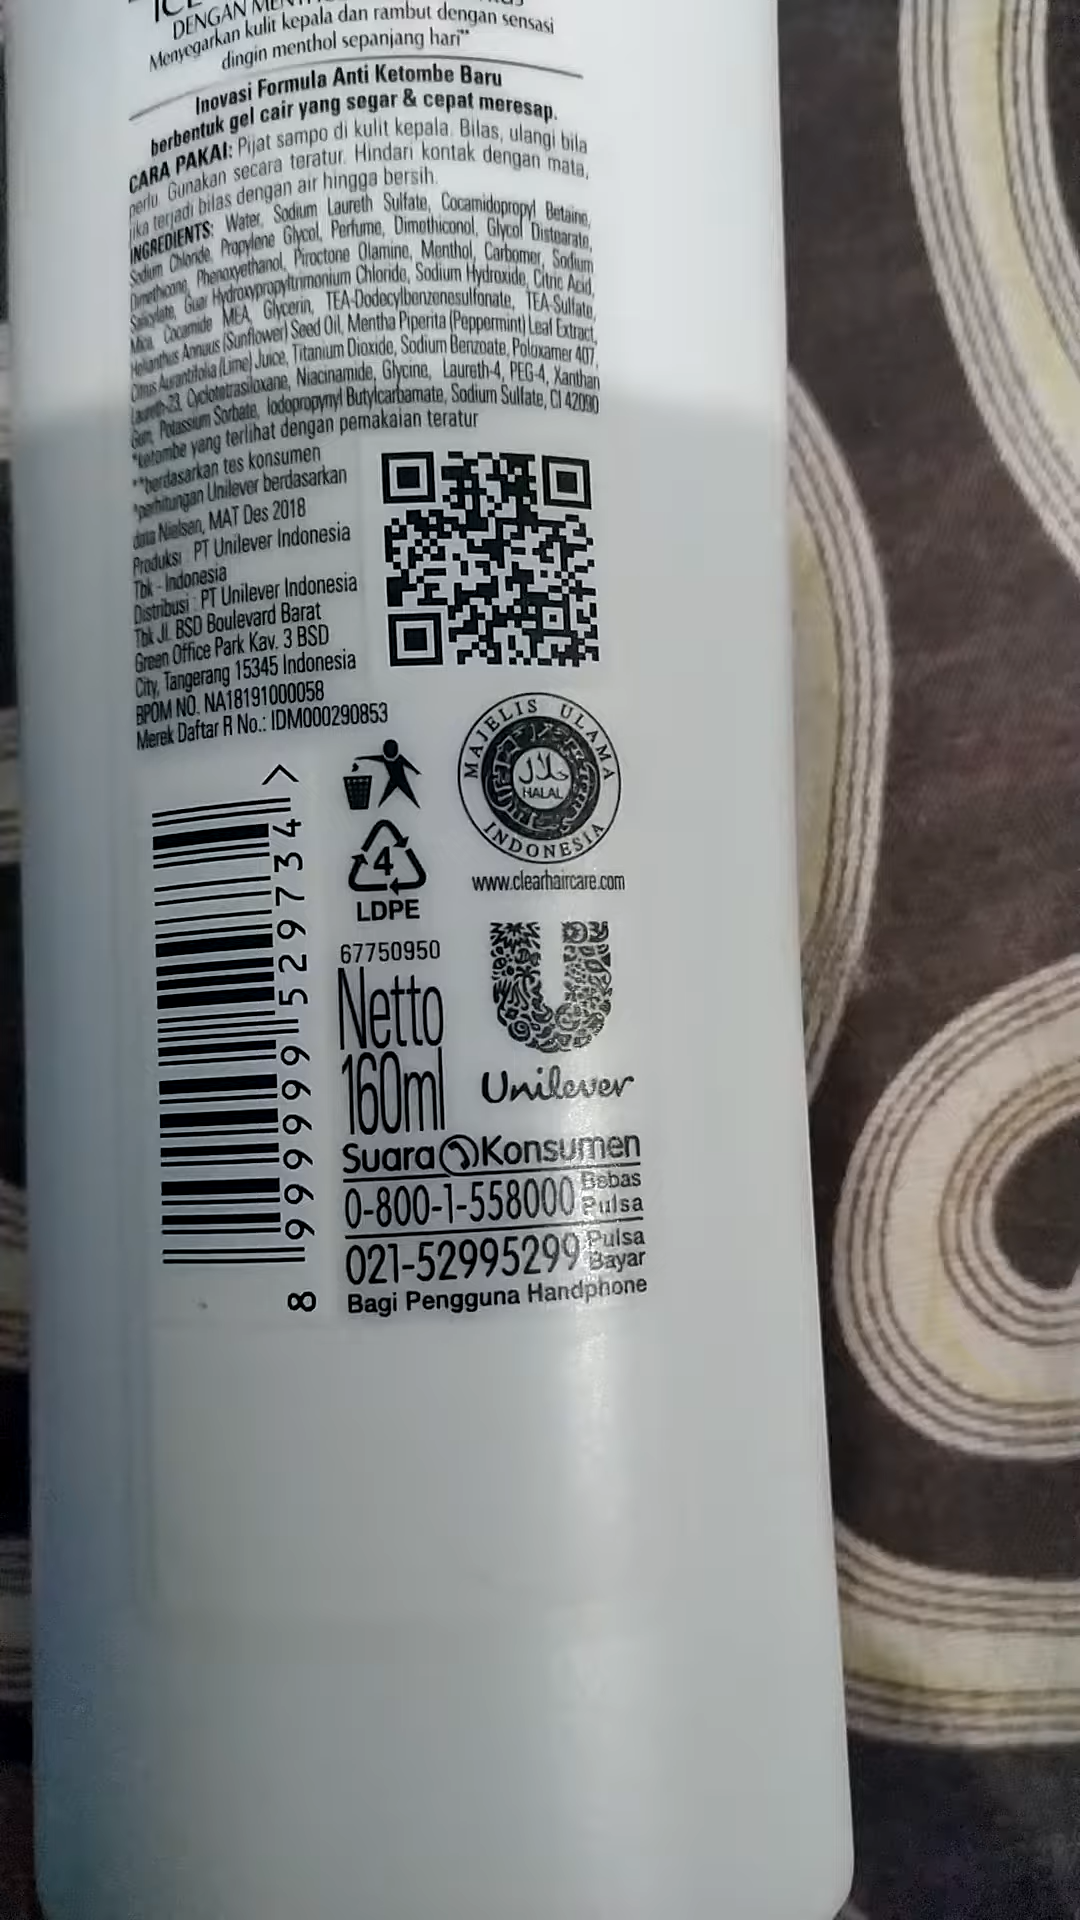 DENGAN
Menyegarkan kulit kepala dan rambut dengan sensasi
dingin menthol sepanjang hari**
Inovasi Formula Anti Ketombe Baru
berbentuk gel cair yang segar & cepat meresap.
CARA PAKAI: Pijat sampo di kulit kepala. Bilas, ulangi bila
perlu. Gunakan secara teratur. Hindari kontak dengan mata,
jika terjadi bilas dengan air hingga bersih.
INGREDIENTS: Water, Sodium Laureth Sulfate, Cocamidopropyl Betaine,
Sodium Chloride, Propylene Glycol, Perfume, Dimethiconol, Glycol Distearate,
Dimethicone, Phenoxyethanol, Piroctone Olamine, Menthol, Carbomer, Sodium
Salicylate, Guar Hydroxypropyltrimonium Chloride, Sodium Hydroxide, Citric Acid,
Mica, Cocamide MEA, Glycerin, TEA-Dodecylbenzenesulfonate, TEA-Sulfate,
Helianthus Annuus (Sunflower) Seed Oil, Mentha Piperita (Peppermint) Leaf Extract,
Citrus Aurantifolia (Lime) Juice, Titanium Dioxide, Sodium Benzoate, Poloxamer 407,
Laureth-23, Cyclotetrasiloxane, Niacinamide, Glycine, Laureth-4, PEG-4, Xanthan
Gum, Potassium Sorbate, Iodopropynyl Butylcarbamate, Sodium Sulfate, CI 42090
*ketombe yang terlihat dengan pemakaian teratur
**berdasarkan tes konsumen
^perhitungan Unilever berdasarkan
data Nielsen, MAT Des 2018
Produksi : PT Unilever Indonesia
Tbk - Indonesia
Distribusi : PT Unilever Indonesia
Tbk Jl. BSD Boulevard Barat
Green Office Park Kav. 3 BSD
City, Tangerang 15345 Indonesia
BPOM NO. NA18191000058
Merek Daftar R No.: IDM000290853
MAJELIS ULAMA
حلال
HALAL
INDONESIA
www.clearhaircare.com
4
LDPE
67750950
Netto
160ml
Unilever
Suara Konsumen
0-800-1-558000 Bebas Pulsa
021-52995299 Pulsa Bayar
Bagi Pengguna Handphone
8 999999 529734 >